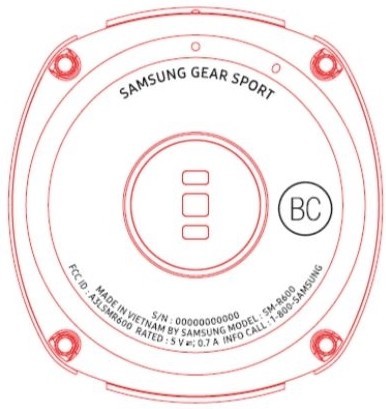 SAMSUNG GEAR SPORT
BC
S/N : 00000000000
MADE IN VIETNAM BY SAMSUNG MODEL : SM-R600
FCC ID : A3LSMR600 RATED : 5 V ⎓; 0.7 A INFO CALL : 1-800-SAMSUNG